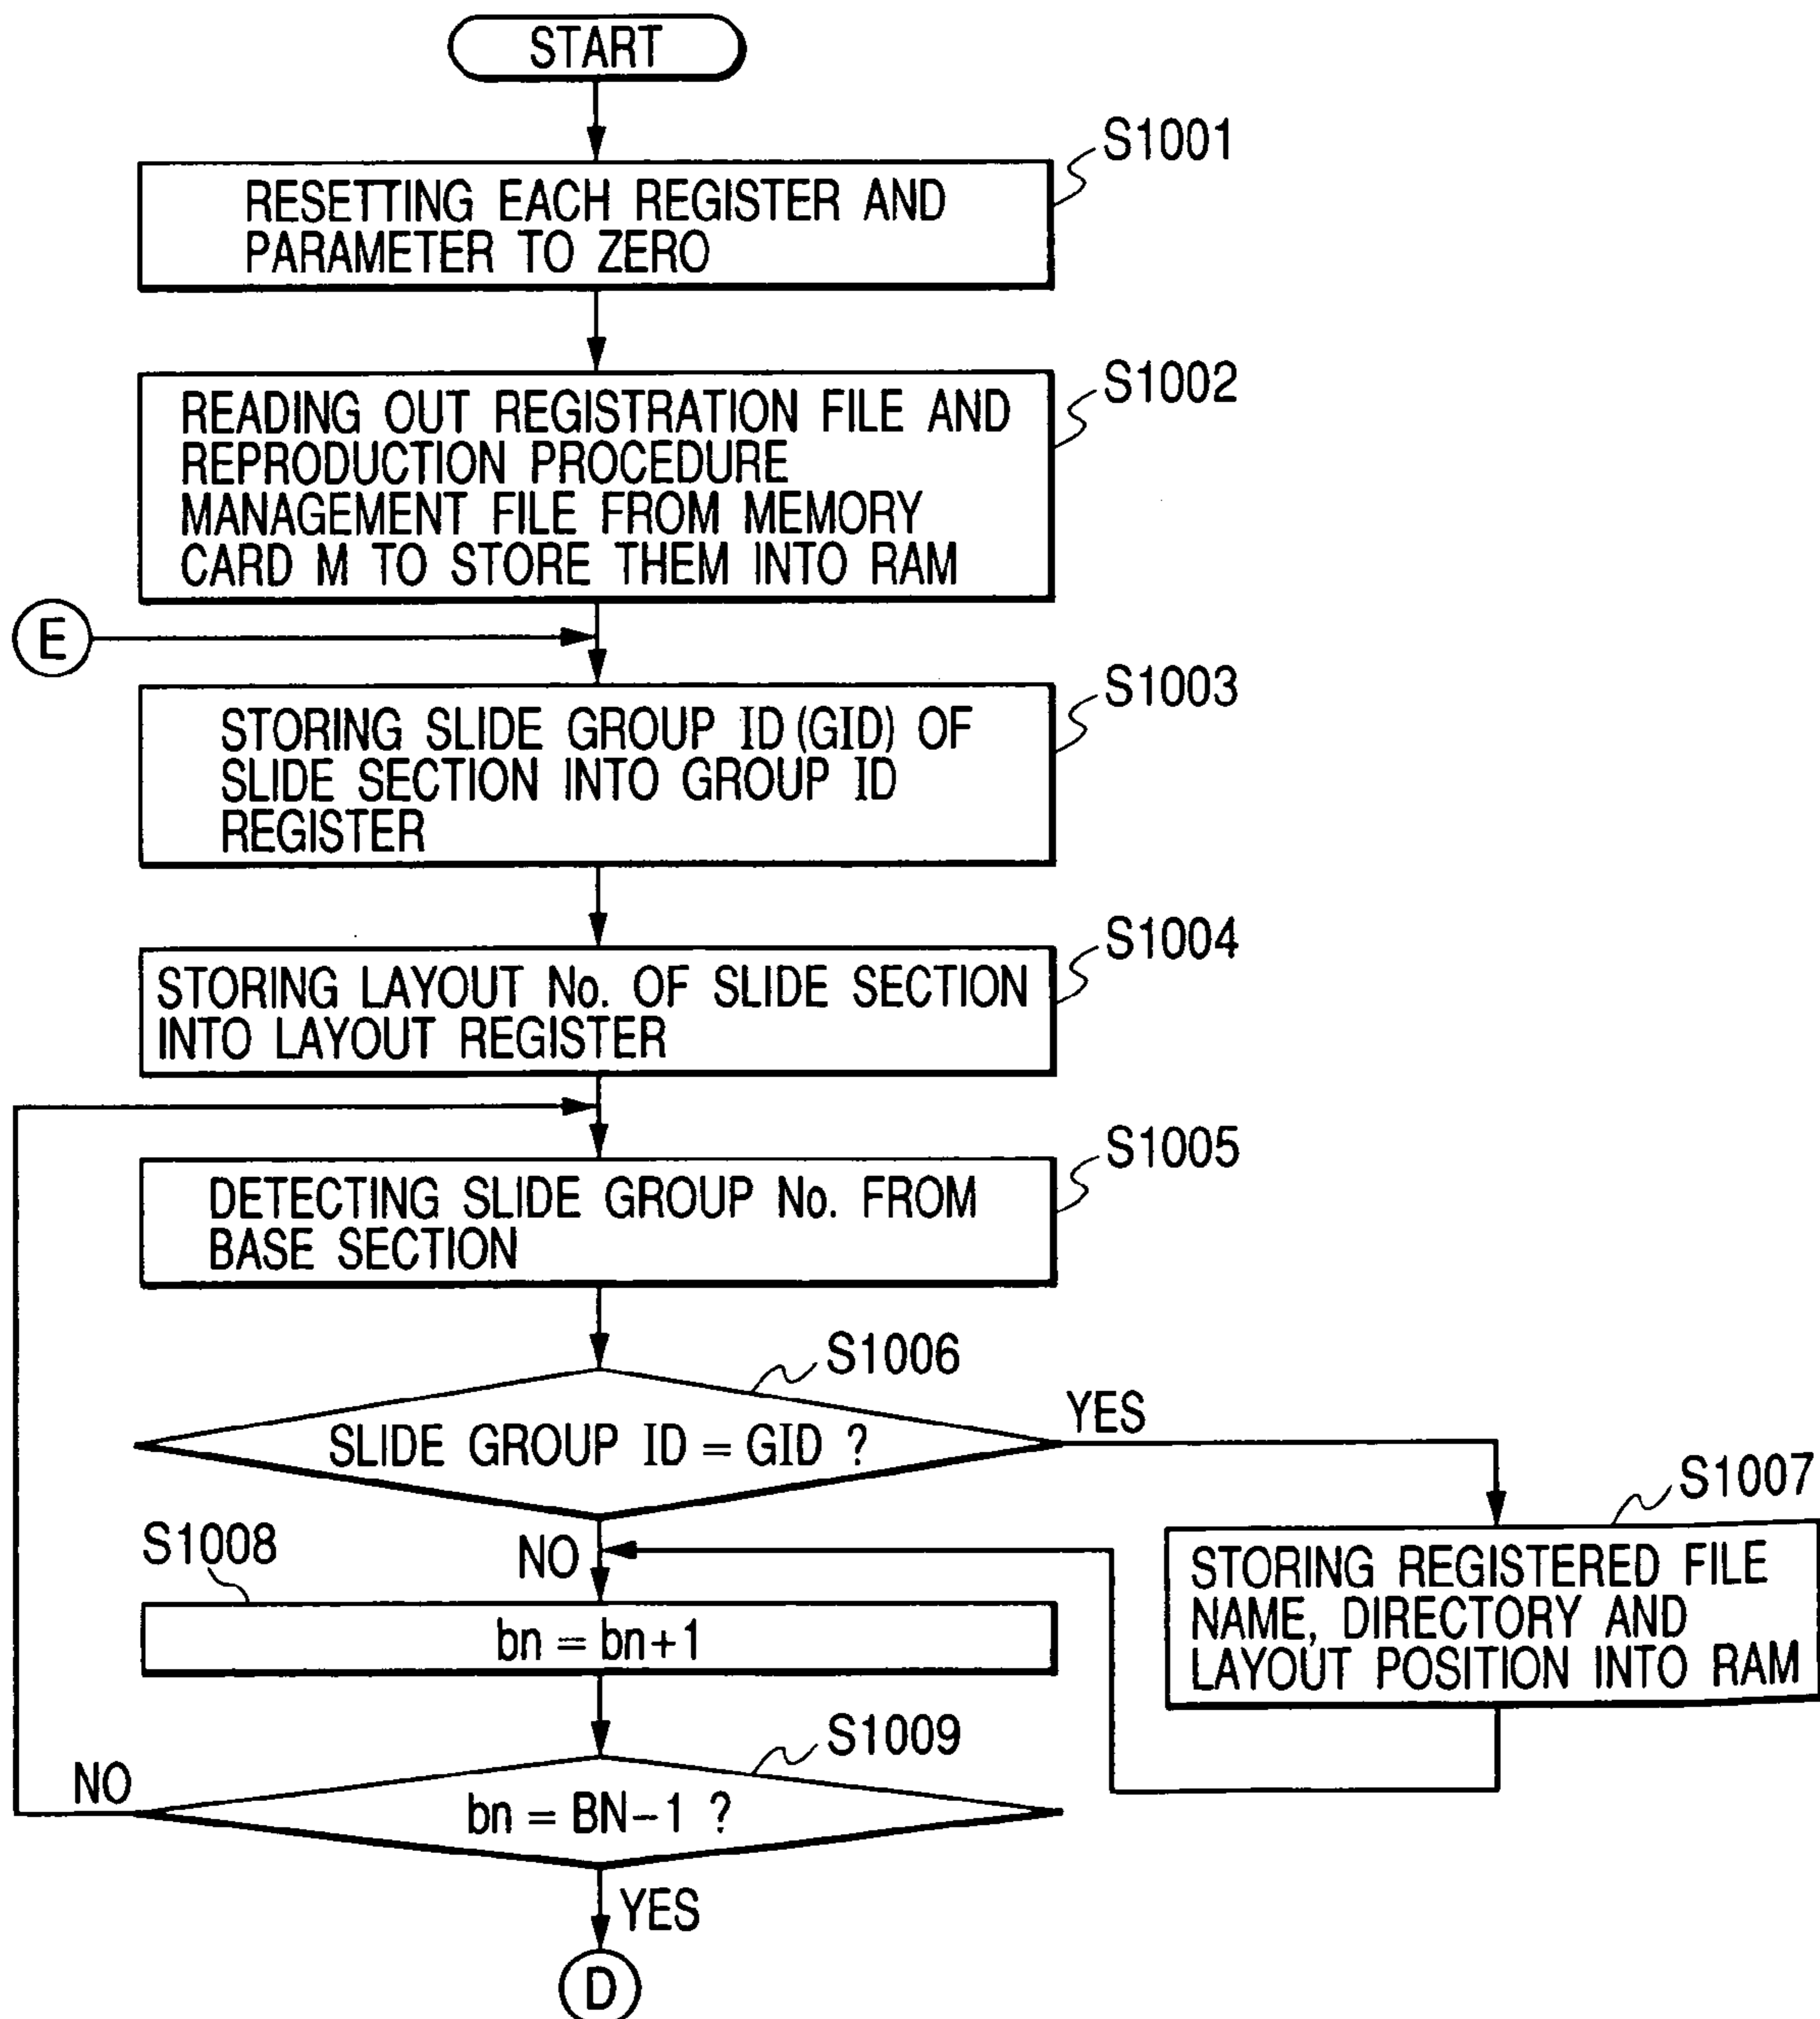 START
S1001
RESETTING EACH REGISTER AND
PARAMETER TO ZERO
S1002
READING OUT REGISTRATION FILE AND
REPRODUCTION PROCEDURE
MANAGEMENT FILE FROM MEMORY
CARD M TO STORE THEM INTO RAM
E
S1003
STORING SLIDE GROUP ID (GID) OF
SLIDE SECTION INTO GROUP ID
REGISTER
S1004
STORING LAYOUT No. OF SLIDE SECTION
INTO LAYOUT REGISTER
S1005
DETECTING SLIDE GROUP No. FROM
BASE SECTION
S1006
SLIDE GROUP ID = GID ?
YES
S1007
STORING REGISTERED FILE
NAME, DIRECTORY AND
LAYOUT POSITION INTO RAM
NO
S1008
bn = bn+1
S1009
bn = BN-1 ?
NO
YES
D